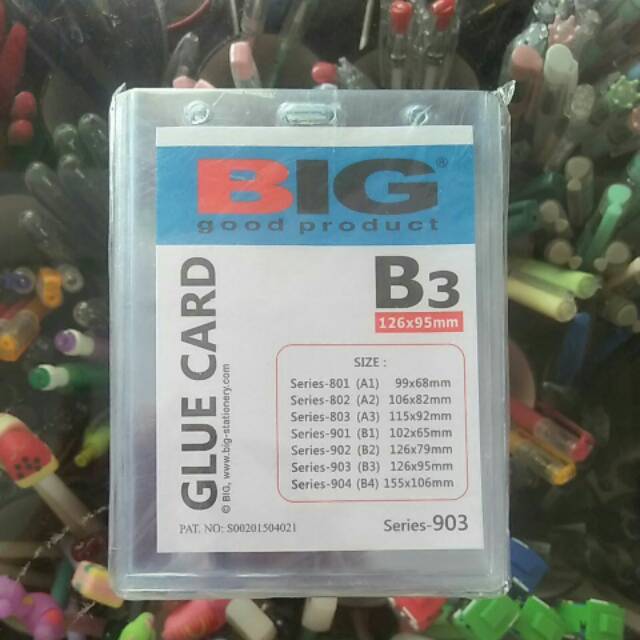 BIG®
good product
GLUE CARD
© BIG, www.big-stationery.com
B3
126x95mm
SIZE :
Series-801 (A1) 99x68mm
Series-802 (A2) 106x82mm
Series-803 (A3) 115x92mm
Series-901 (B1) 102x65mm
Series-902 (B2) 126x79mm
Series-903 (B3) 126x95mm
Series-904 (B4) 155x106mm
PAT. NO: S00201504021
Series-903